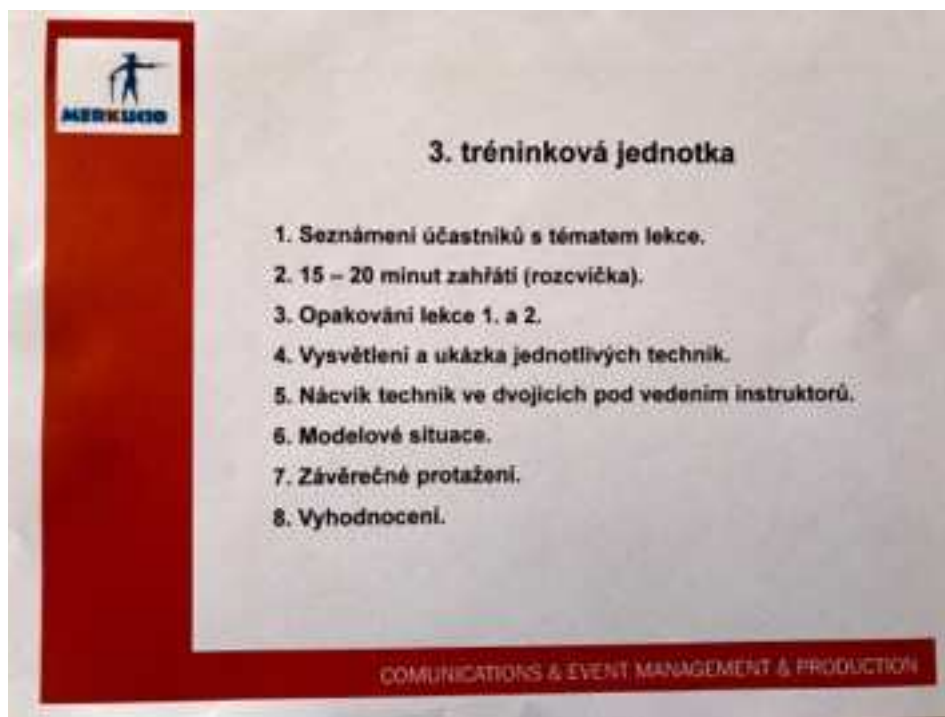 MERKUCIO
3. tréninková jednotka
1. Seznámení účastníků s tématem lekce.
2. 15 – 20 minut zahřátí (rozcvička).
3. Opakování lekce 1. a 2.
4. Vysvětlení a ukázka jednotlivých technik.
5. Nácvik technik ve dvojicích pod vedením instruktorů.
6. Modelové situace.
7. Závěrečné protažení.
8. Vyhodnocení.
COMUNICATIONS & EVENT MANAGEMENT & PRODUCTION